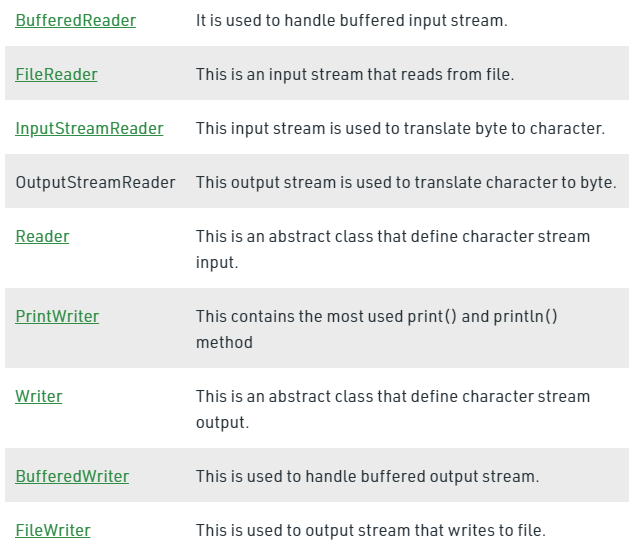 BufferedReader It is used to handle buffered input stream.
FileReader This is an input stream that reads from file.
InputStreamReader This input stream is used to translate byte to character.
OutputStreamReader This output stream is used to translate character to byte.
Reader This is an abstract class that define character stream
input.
PrintWriter This contains the most used print() and println()
method
Writer This is an abstract class that define character stream
output.
BufferedWriter This is used to handle buffered output stream.
FileWriter This is used to output stream that writes to file.